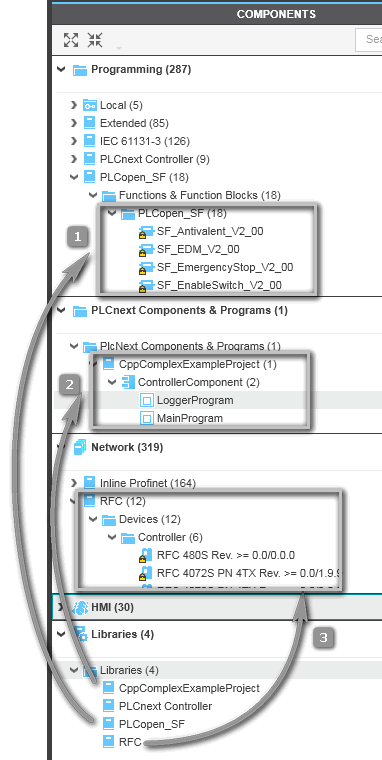 COMPONENTS
Sea
Programming (287)
Local (5)
Extended (85)
IEC 61131-3 (126)
PLCnext Controller (9)
PLCopen_SF (18)
Functions & Function Blocks (18)
PLCopen_SF (18)
1
SF_Antivalent_V2_00
SF_EDM_V2_00
SF_EmergencyStop_V2_00
SF_EnableSwitch_V2_00
PLCnext Components & Programs (1)
PlcNext Components & Programs (1)
CppComplexExampleProject (1)
2
ControllerComponent (2)
LoggerProgram
MainProgram
Network (319)
Inline Profinet (164)
RFC (12)
Devices (12)
Controller (6)
RFC 480S Rev. >= 0.0/0.0.0
RFC 4072S PN 4TX Rev. >= 0.0/1.9.9
HMI (30)
Libraries (4)
3
Libraries (4)
CppComplexExampleProject
PLCnext Controller
PLCopen_SF
RFC